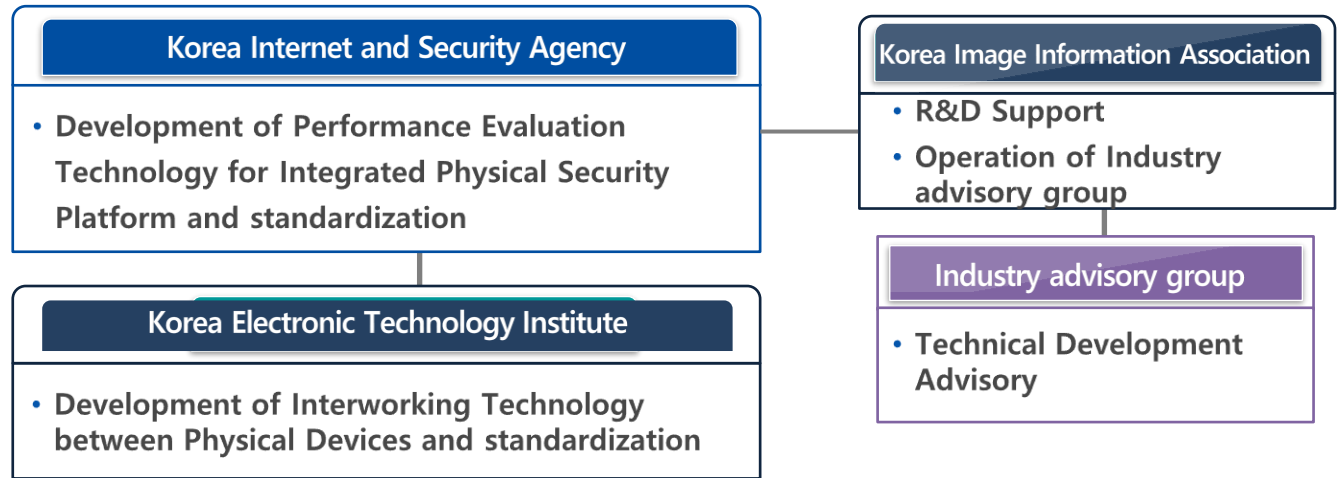 Korea Internet and Security Agency
• Development of Performance Evaluation
Technology for Integrated Physical Security
Platform and standardization
Korea Image Information Association
• R&D Support
• Operation of Industry
advisory group
Korea Electronic Technology Institute
• Development of Interworking Technology
between Physical Devices and standardization
Industry advisory group
• Technical Development
Advisory